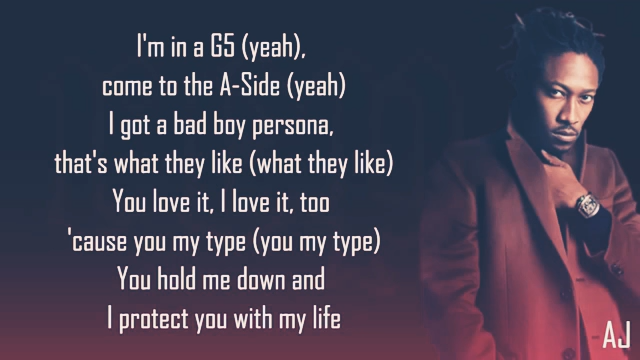 I'm in a G5 (yeah),
come to the A-Side (yeah)
I got a bad boy persona,
that's what they like (what they like)
You love it, I love it, too
'cause you my type (you my type)
You hold me down and
I protect you with my life
AJ